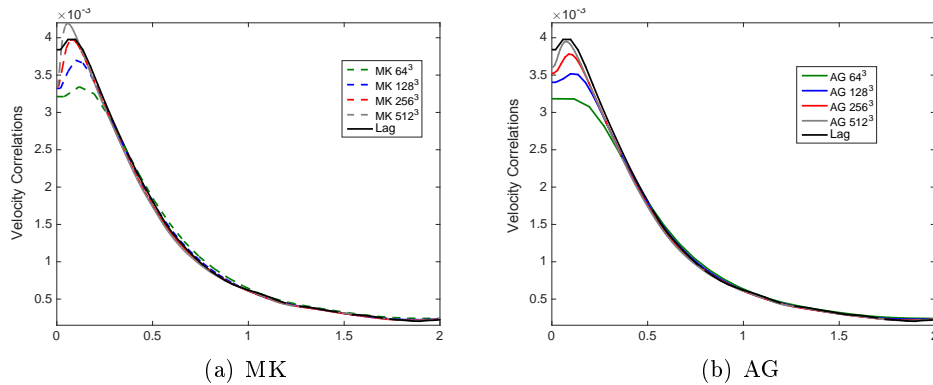 ×10⁻³
4
3.5
3
2.5
2
1.5
1
0.5
Velocity Correlations
0
0.5
1
1.5
2
MK 64³
MK 128³
MK 256³
MK 512³
Lag
(a) MK
×10⁻³
4
3.5
3
2.5
2
1.5
1
0.5
Velocity Correlations
0
0.5
1
1.5
2
AG 64³
AG 128³
AG 256³
AG 512³
Lag
(b) AG